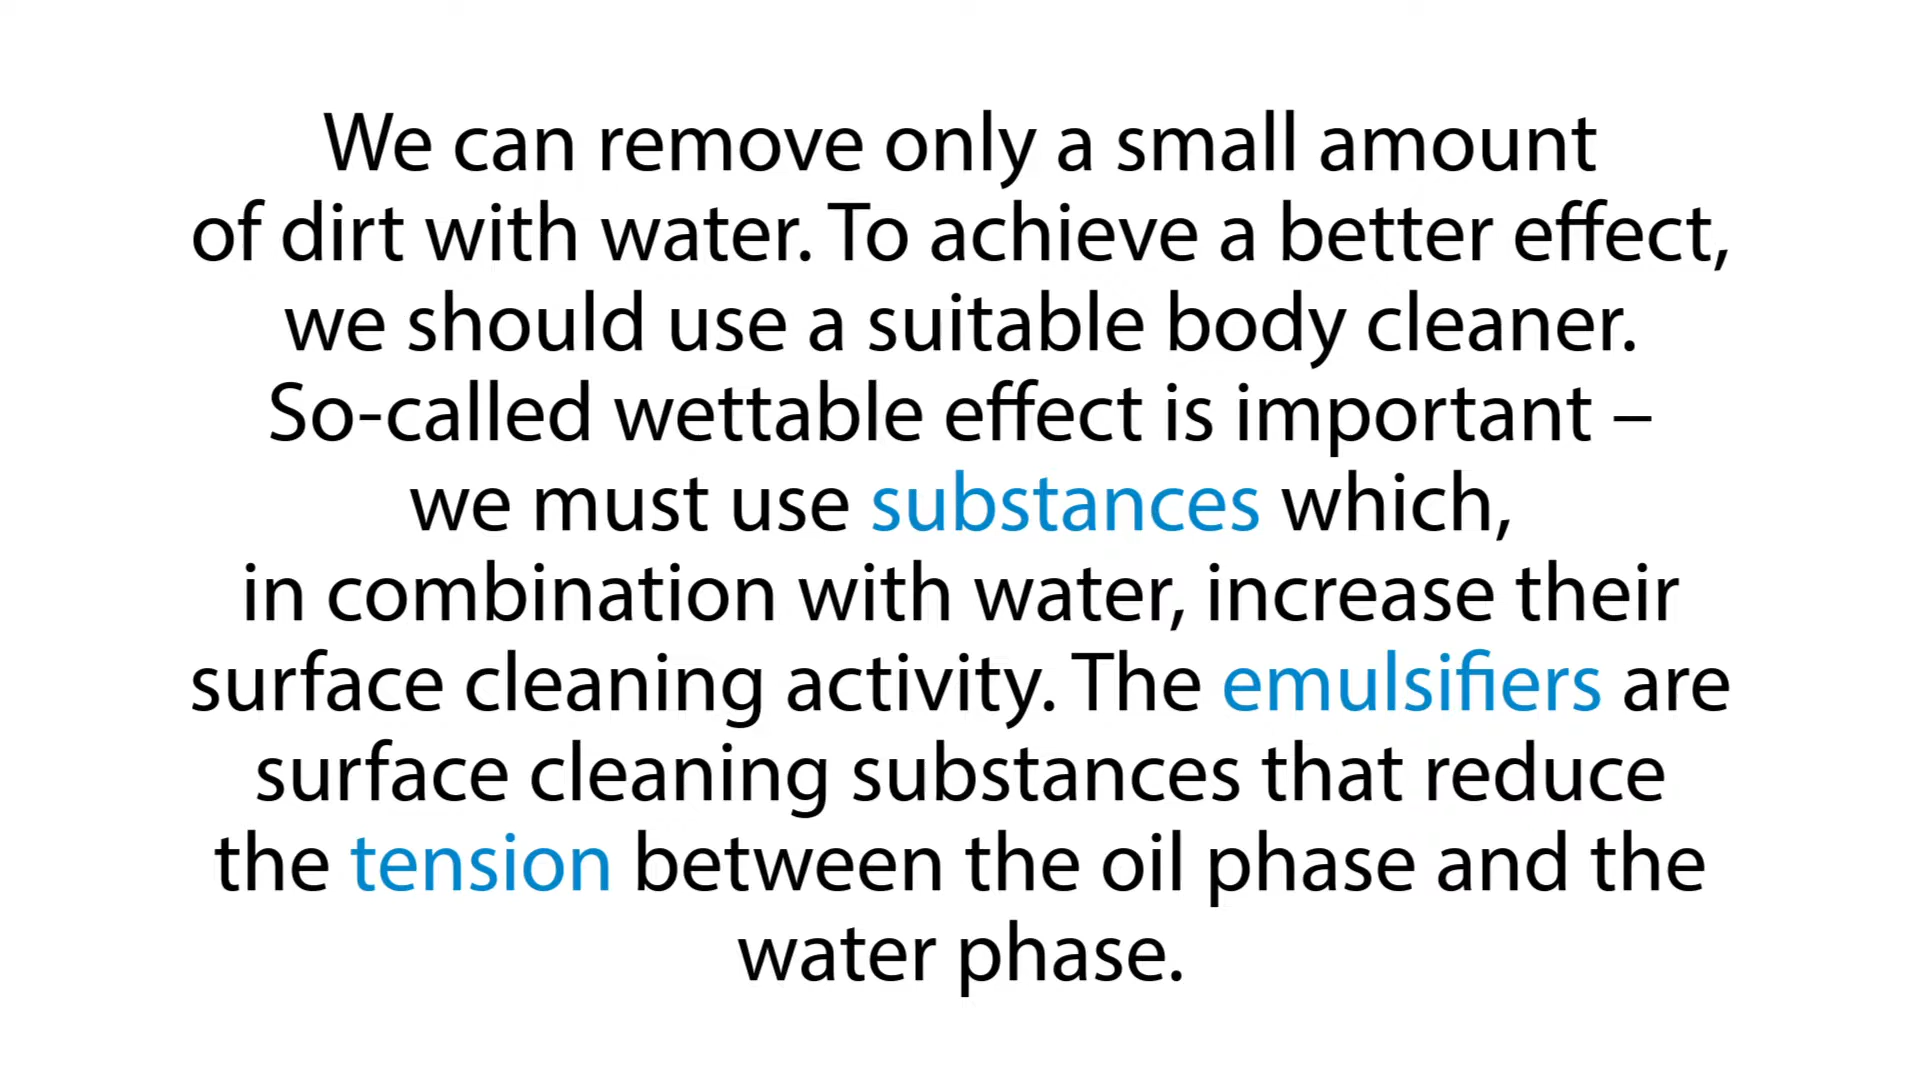 We can remove only a small amount
of dirt with water. To achieve a better effect,
we should use a suitable body cleaner.
So-called wettable effect is important –
we must use substances which,
in combination with water, increase their
surface cleaning activity. The emulsifiers are
surface cleaning substances that reduce
the tension between the oil phase and the
water phase.